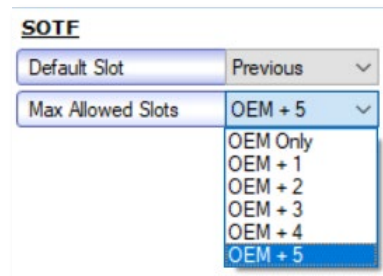 SOTF
Default Slot Previous
Max Allowed Slots OEM + 5
OEM Only
OEM + 1
OEM + 2
OEM + 3
OEM + 4
OEM + 5